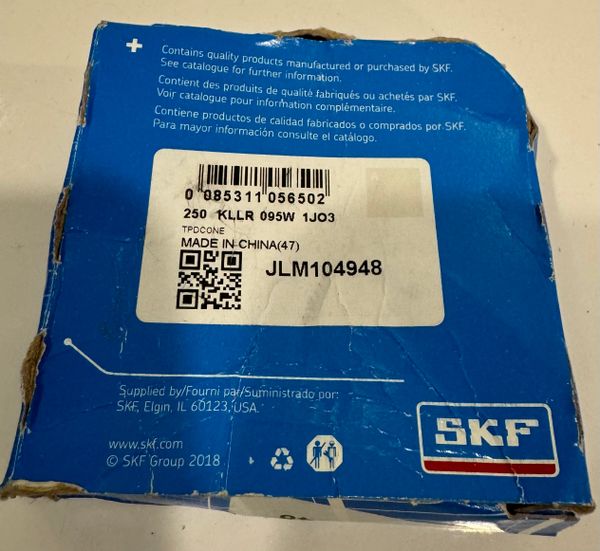 Contains quality products manufactured or purchased by SKF.
See catalogue for further information.
Contient des produits de qualité fabriqués ou achetés par SKF.
Voir catalogue pour information complémentaire.
Contiene productos de calidad fabricados o comprados por SKF.
Para mayor información consulte el catálogo.
0 085311 056502
250 KLLR 095W 1JO3
TPDCONE
MADE IN CHINA(47)
JLM104948
Supplied by/Fourni par/Suministrado por:
SKF, Elgin, IL 60123, USA.
www.skf.com
© SKF Group 2018
SKF